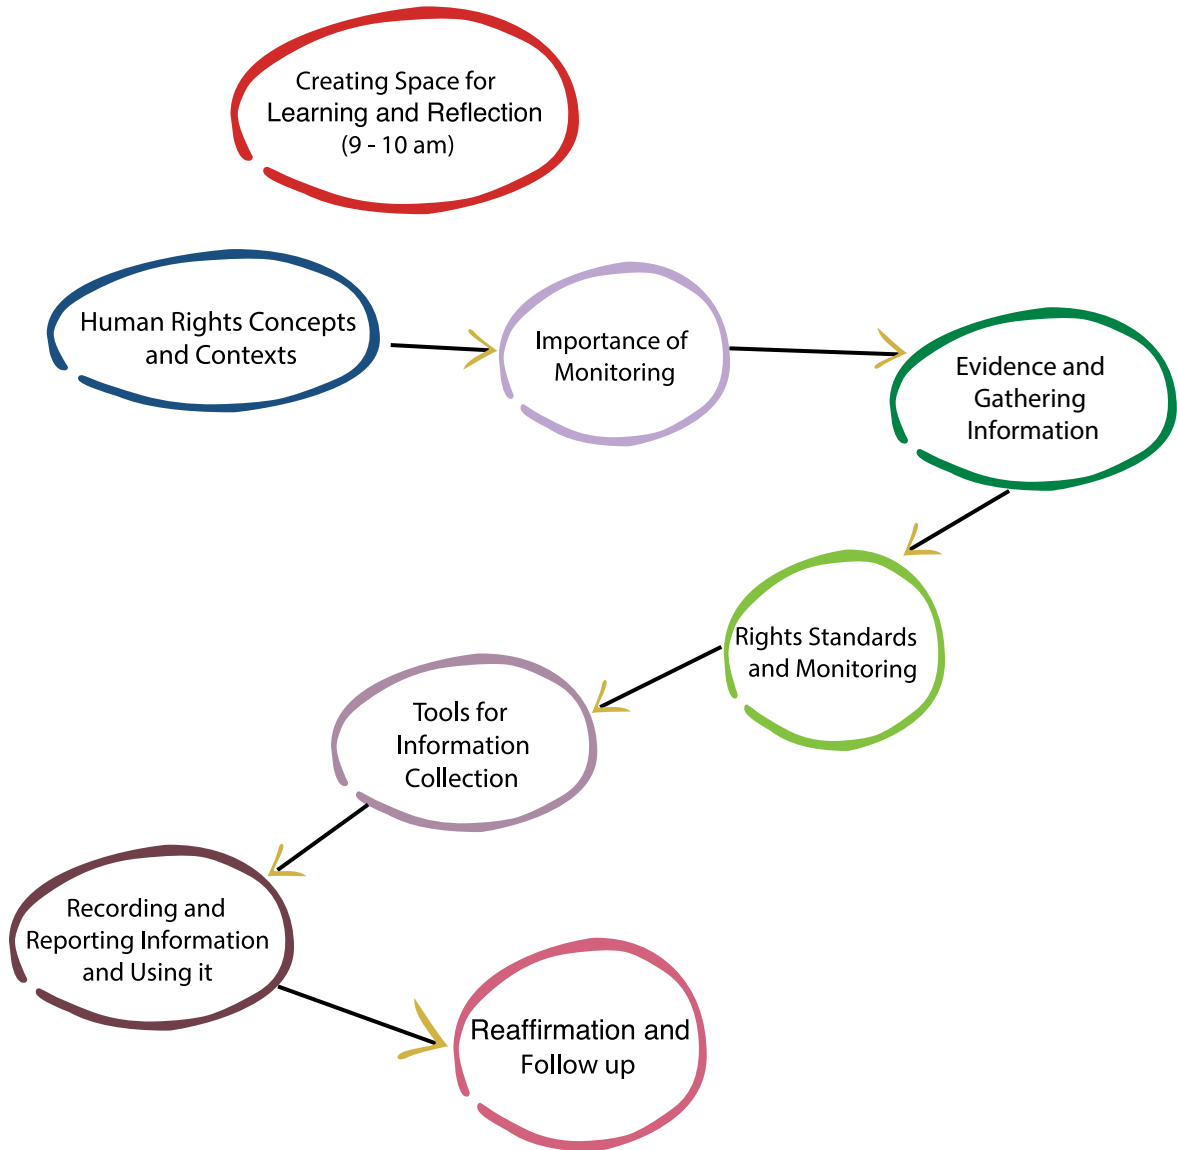 Creating Space for
Learning and Reflection
(9 - 10 am)
Human Rights Concepts
and Contexts
Importance of
Monitoring
Evidence and
Gathering
Information
Rights Standards
and Monitoring
Tools for
Information
Collection
Recording and
Reporting Information
and Using it
Reaffirmation and
Follow up